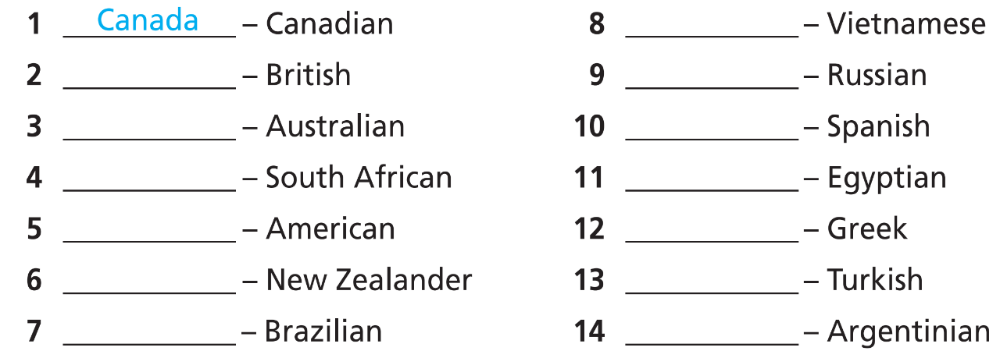 1 Canada – Canadian
2 ____________ – British
3 ____________ – Australian
4 ____________ – South African
5 ____________ – American
6 ____________ – New Zealander
7 ____________ – Brazilian
8 ____________ – Vietnamese
9 ____________ – Russian
10 ____________ – Spanish
11 ____________ – Egyptian
12 ____________ – Greek
13 ____________ – Turkish
14 ____________ – Argentinian